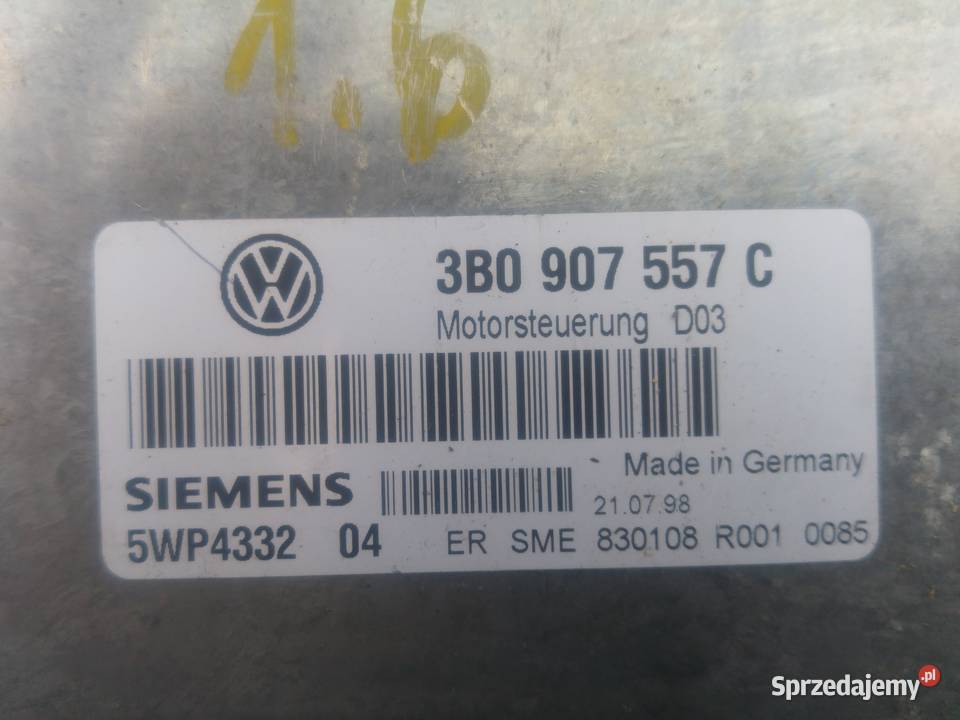 1.6
3B0 907 557 C
Motorsteuerung D03
SIEMENS
Made in Germany
21.07.98
5WP4332 04 ER SME 830108 R001 0085
Sprzedajemy.pl